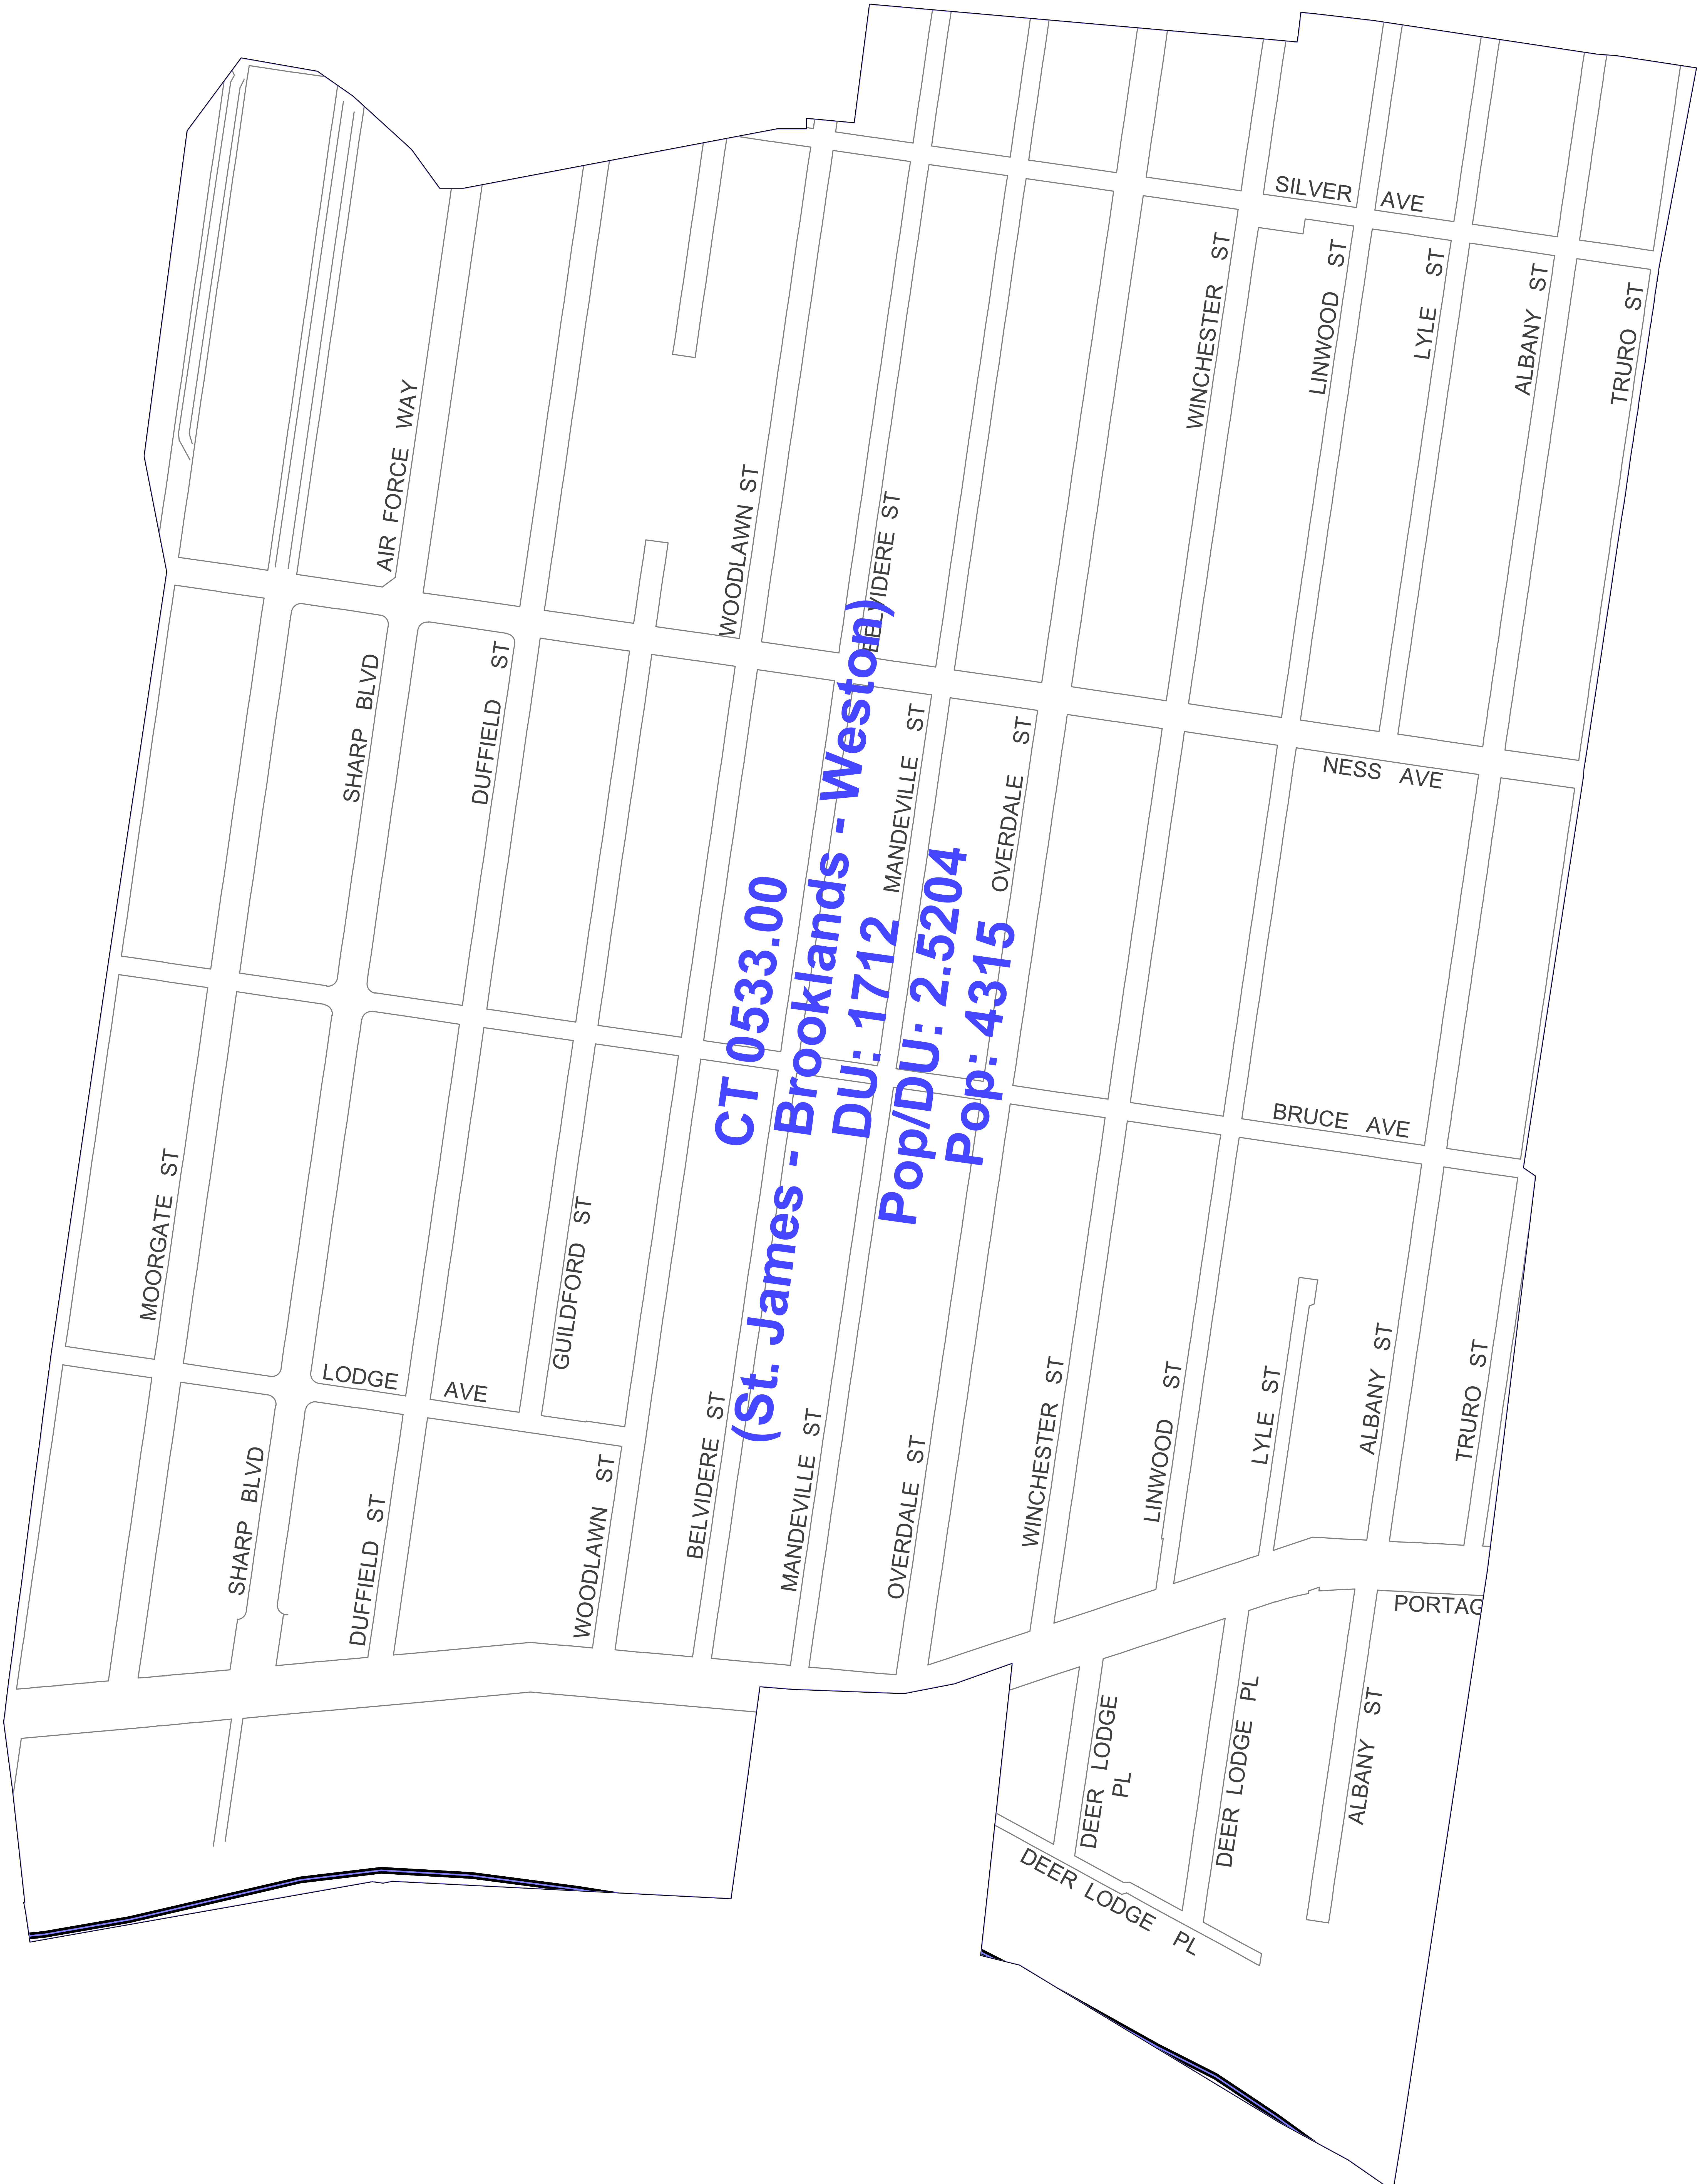 SILVER AVE
WINCHESTER ST
LINWOOD ST
LYLE ST
ALBANY ST
TRURO ST
AIR FORCE WAY
WOODLAWN ST
BELVIDERE ST
SHARP BLVD
DUFFIELD ST
MANDEVILLE ST
OVERDALE ST
NESS AVE
CT 0533.00
(St. James - Brooklands - Weston)
DU: 1712
Pop/DU: 2.5204
Pop: 4315
BRUCE AVE
MOORGATE ST
GUILDFORD ST
LODGE AVE
SHARP BLVD
DUFFIELD ST
WOODLAWN ST
BELVIDERE ST
MANDEVILLE ST
OVERDALE ST
WINCHESTER ST
LINWOOD ST
LYLE ST
ALBANY ST
TRURO ST
PORTAG
DEER LODGE
PL
DEER LODGE PL
ALBANY ST
DEER LODGE PL